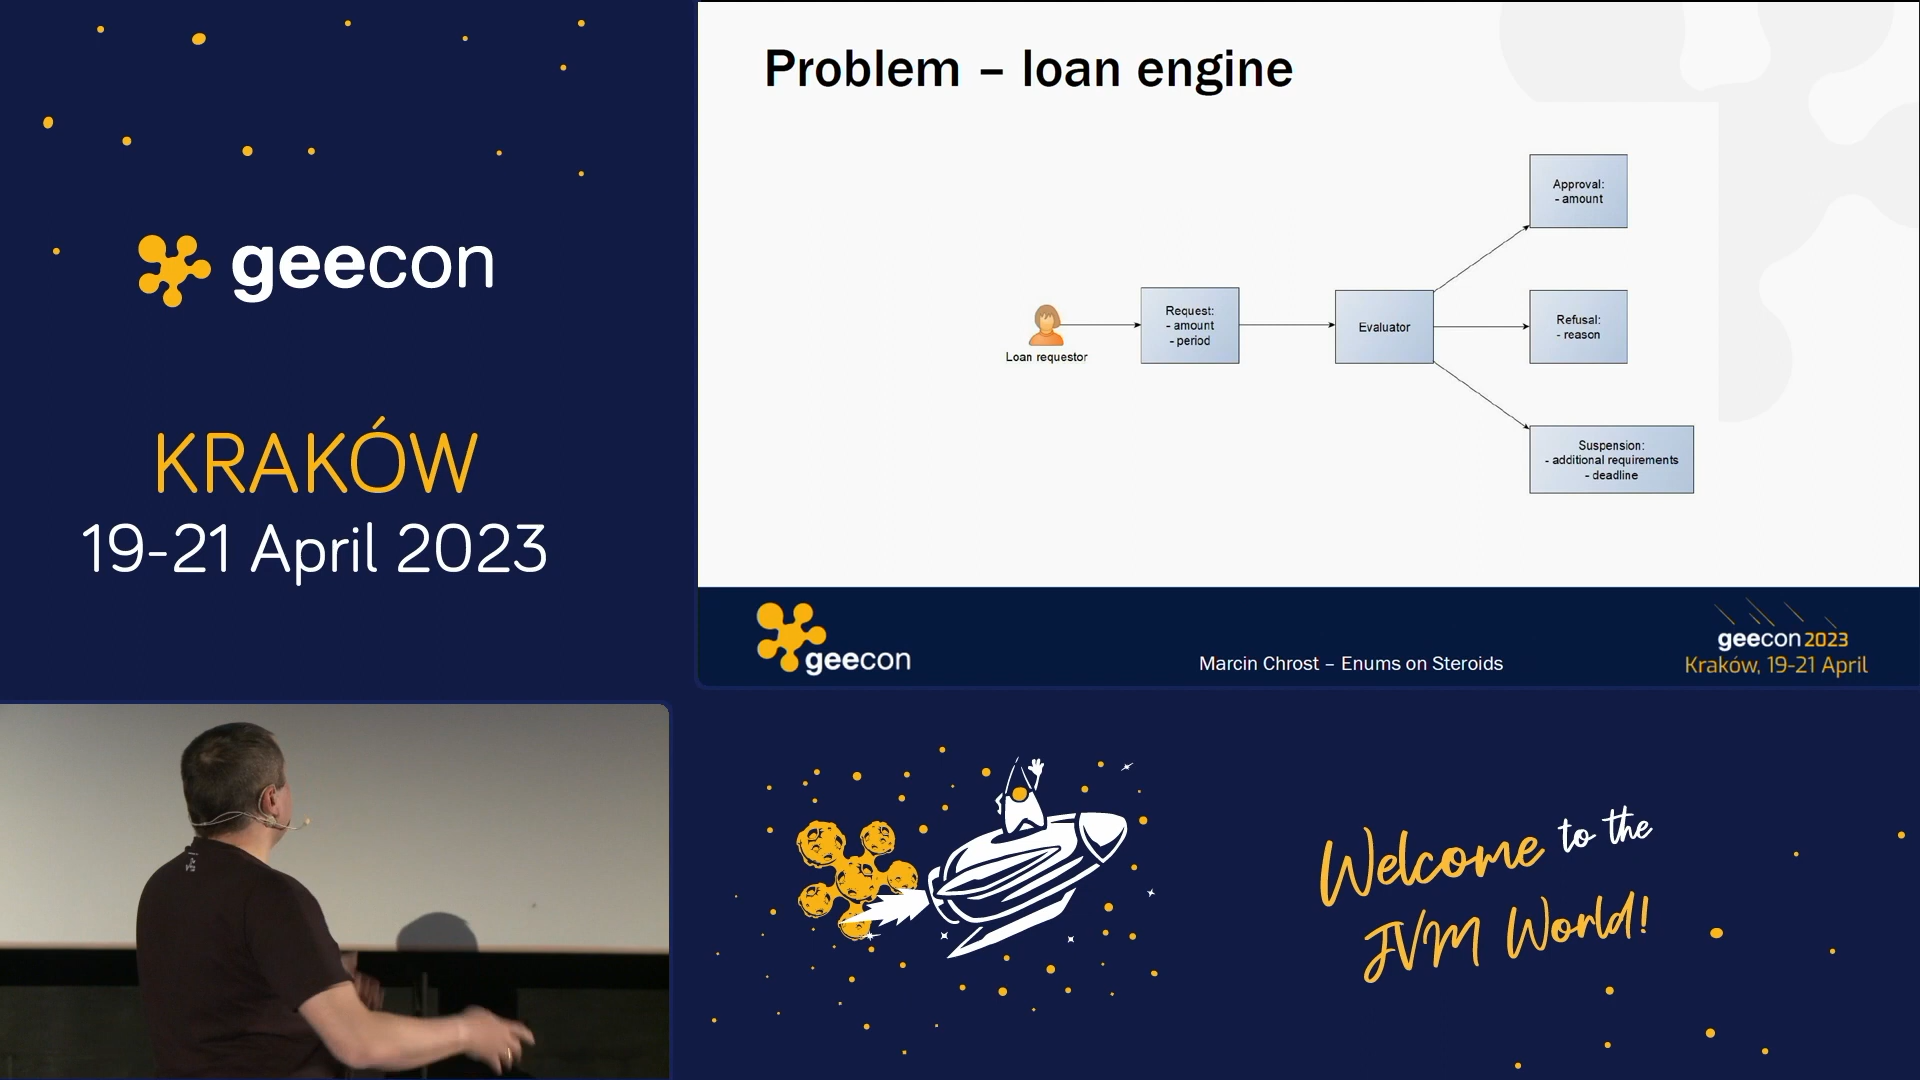 geecon
KRAKÓW
19-21 April 2023
Problem – loan engine
Loan requestor
Request:
- amount
- period
Evaluator
Approval:
- amount
Refusal:
- reason
Suspension:
- additional requirements
- deadline
geecon
Marcin Chrost – Enums on Steroids
geecon 2023
Kraków, 19-21 April
Welcome to the
JVM World!